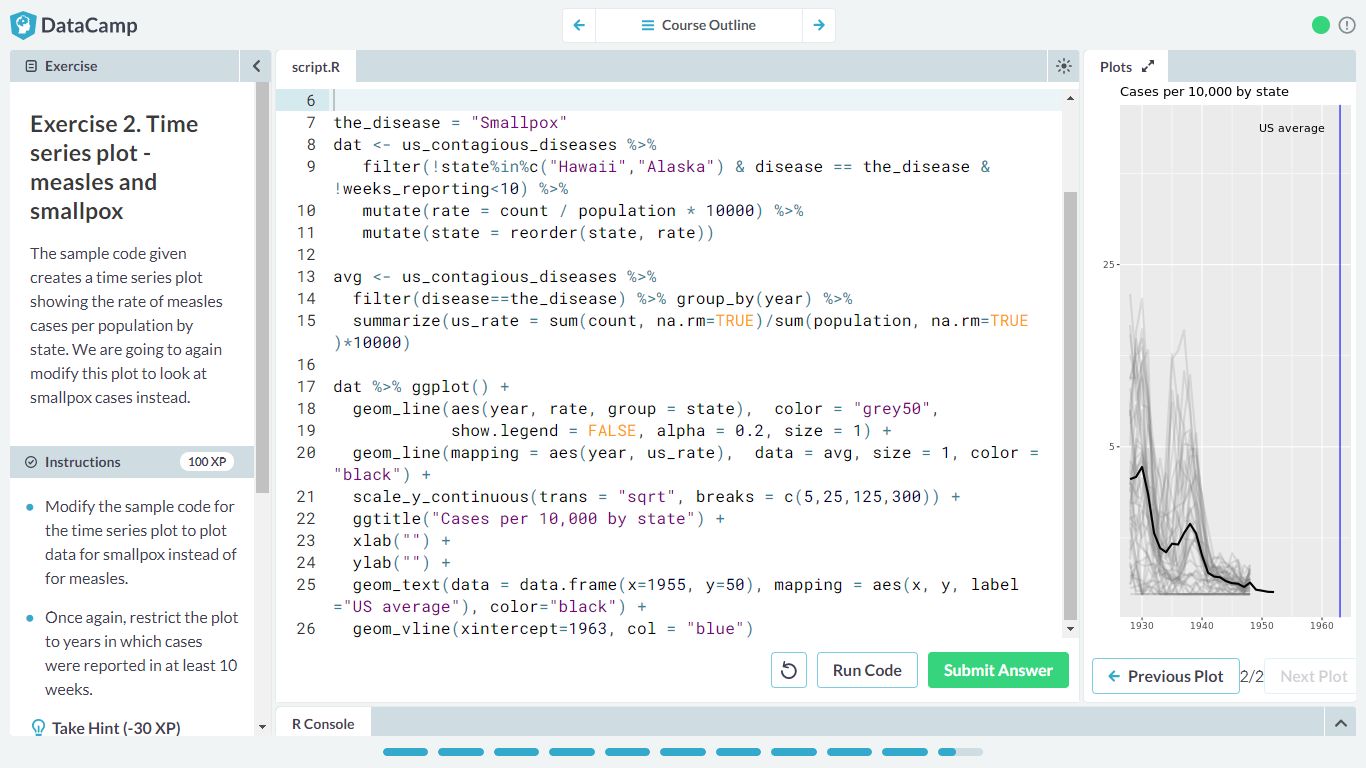 DataCamp
Course Outline
Exercise
Exercise 2. Time
series plot -
measles and
smallpox
The sample code given
creates a time series plot
showing the rate of measles
cases per population by
state. We are going to again
modify this plot to look at
smallpox cases instead.
Instructions
100 XP
Modify the sample code for
the time series plot to plot
data for smallpox instead of
for measles.
Once again, restrict the plot
to years in which cases
were reported in at least 10
weeks.
Take Hint (-30 XP)
script.R
6
7 the_disease = "Smallpox"
8 dat <- us_contagious_diseases %>%
9 filter(!state%in%c("Hawaii","Alaska") & disease == the_disease &
!weeks_reporting<10) %>%
10 mutate(rate = count / population * 10000) %>%
11 mutate(state = reorder(state, rate))
12
13 avg <- us_contagious_diseases %>%
14 filter(disease==the_disease) %>% group_by(year) %>%
15 summarize(us_rate = sum(count, na.rm=TRUE)/sum(population, na.rm=TRUE
)*10000)
16
17 dat %>% ggplot() +
18 geom_line(aes(year, rate, group = state),  color = "grey50",
19 show.legend = FALSE, alpha = 0.2, size = 1) +
20 geom_line(mapping = aes(year, us_rate),  data = avg, size = 1, color =
"black") +
21 scale_y_continuous(trans = "sqrt", breaks = c(5,25,125,300)) +
22 ggtitle("Cases per 10,000 by state") +
23 xlab("") +
24 ylab("") +
25 geom_text(data = data.frame(x=1955, y=50), mapping = aes(x, y, label
="US average"), color="black") +
26 geom_vline(xintercept=1963, col = "blue")
Run Code
Submit Answer
R Console
Plots
Cases per 10,000 by state
US average
25
5
1930 1940 1950 1960
Previous Plot
2/2
Next Plot